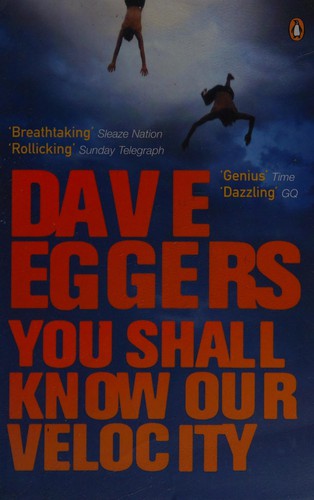 'Breathtaking' Sleaze Nation
'Rollicking' Sunday Telegraph
'Genius' Time
'Dazzling' GQ
DAVE
EGGERS
YOU SHALL
KNOW OUR
VELOCITY